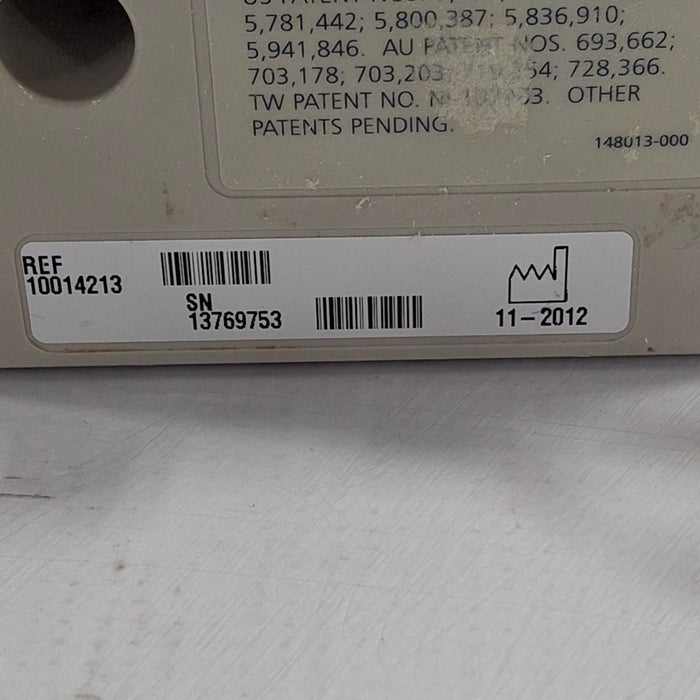 5,781,442; 5,800,387; 5,836,910;
5,941,846. AU PATENT NOS. 693,662;
703,178; 703,203; 728,366.
TW PATENT NO. OTHER
PATENTS PENDING.
148013-000
REF
10014213
SN
13769753
11-2012